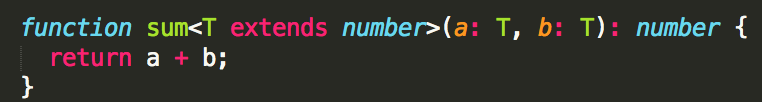 function sum<T extends number>(a: T, b: T): number {
  return a + b;
}